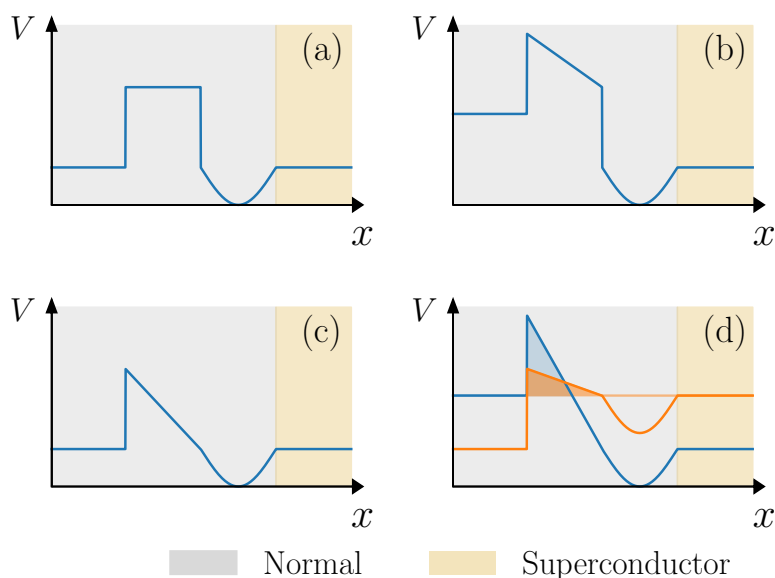 V (a) V (b)
x x
V (c) V (d)
x x
Normal Superconductor